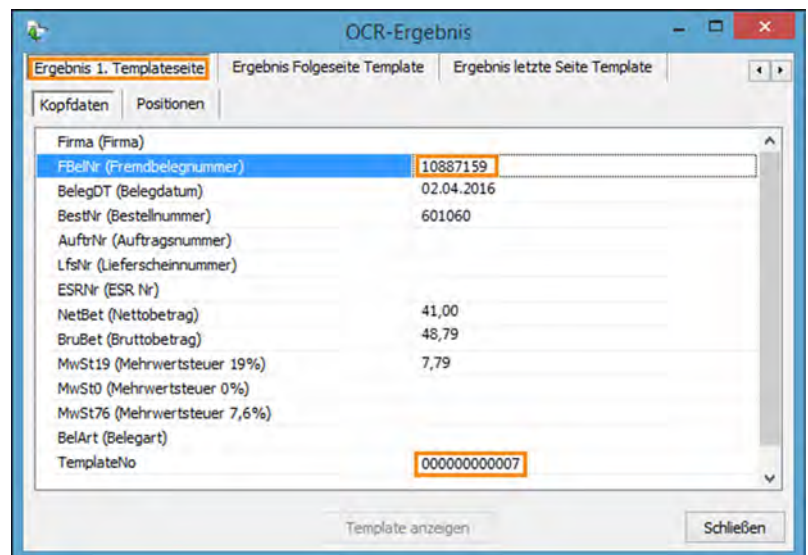 OCR-Ergebnis
Ergebnis 1. Templateseite Ergebnis Folgeseite Template Ergebnis letzte Seite Template
Kopfdaten Positionen
Firma (Firma)
FBelNr (Fremdbelegnummer) 10887159
BelegDT (Belegdatum) 02.04.2016
BestNr (Bestellnummer) 601060
AuftrNr (Auftragsnummer)
LfsNr (Lieferscheinnummer)
ESRNr (ESR Nr)
NetBet (Nettobetrag) 41,00
BruBet (Bruttobetrag) 48,79
MwSt19 (Mehrwertsteuer 19%) 7,79
MwSt0 (Mehrwertsteuer 0%)
MwSt76 (Mehrwertsteuer 7,6%)
BelArt (Belegart)
TemplateNo 000000000007
Template anzeigen Schließen